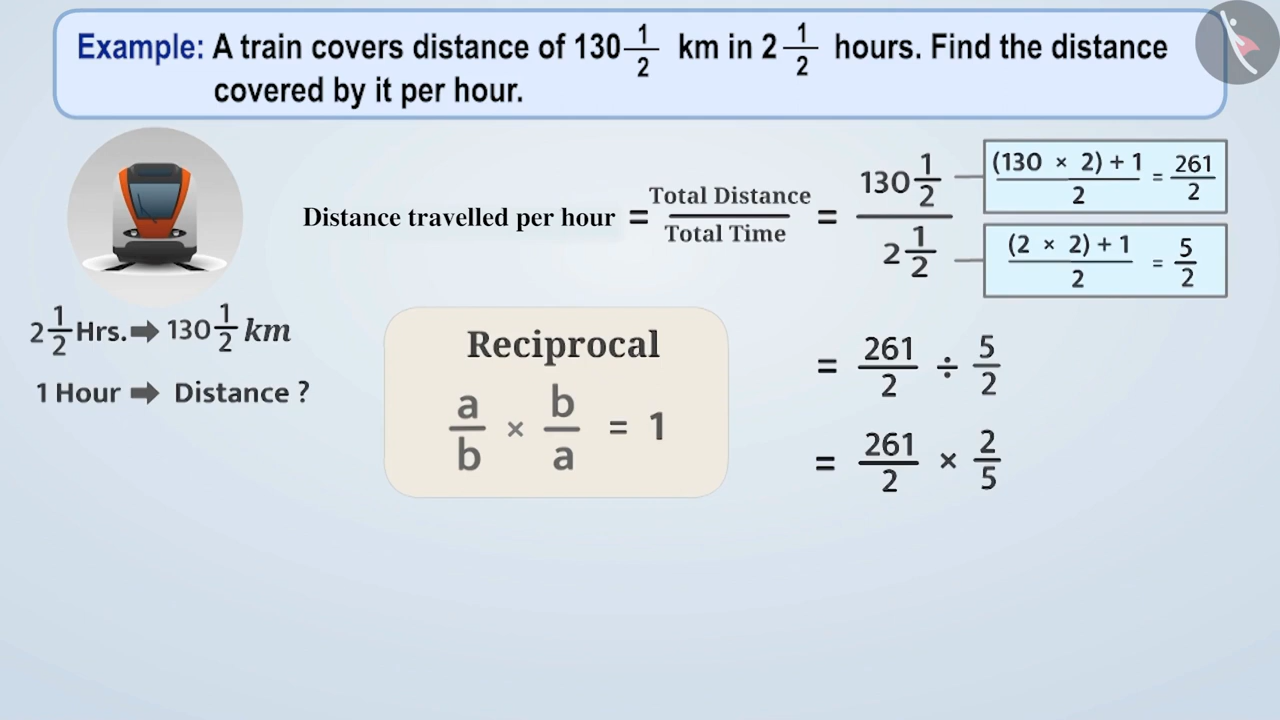 Example: A train covers distance of 130 1/2 km in 2 1/2 hours. Find the distance
covered by it per hour.
Distance travelled per hour = Total Distance / Total Time = 130 1/2 / 2 1/2
(130 × 2) + 1 / 2 = 261/2
(2 × 2) + 1 / 2 = 5/2
2 1/2 Hrs. ➡ 130 1/2 km
1 Hour ➡ Distance ?
Reciprocal
a/b × b/a = 1
= 261/2 ÷ 5/2
= 261/2 × 2/5